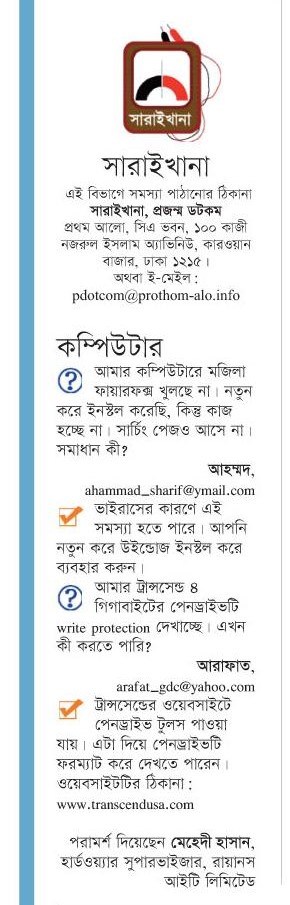 সারাইখানা
সারাইখানা
এই বিভাগে সমস্যা পাঠানোর ঠিকানা
সারাইখানা, প্রজন্ম ডটকম
প্রথম আলো, সিএ ভবন, ১০০ কাজী
নজরুল ইসলাম অ্যাভিনিউ, কারওয়ান
বাজার, ঢাকা ১২১৫।
অথবা ই-মেইল :
pdotcom@prothom-alo.info
কম্পিউটার
আমার কম্পিউটারে মজিলা
ফায়ারফক্স খুলছে না। নতুন
করে ইনস্টল করেছি, কিন্তু কাজ
হচ্ছে না। সার্চিং পেজও আসে না।
সমাধান কী?
আহম্মদ,
ahammad_sharif@ymail.com
ভাইরাসের কারণে এই
সমস্যা হতে পারে। আপনি
নতুন করে উইন্ডোজ ইনস্টল করে
ব্যবহার করুন।
আমার ট্রান্সসেন্ড ৪
গিগাবাইটের পেনড্রাইভটি
write protection দেখাচ্ছে। এখন
কী করতে পারি?
আরাফাত,
arafat_gdc@yahoo.com
ট্রান্সসেন্ডের ওয়েবসাইটে
পেনড্রাইভ টুলস পাওয়া
যায়। এটা দিয়ে পেনড্রাইভটি
ফরম্যাট করে দেখতে পারেন।
ওয়েবসাইটটির ঠিকানা :
www.transcendusa.com
পরামর্শ দিয়েছেন মেহেদী হাসান,
হার্ডওয়্যার সুপারভাইজার, রায়ানস
আইটি লিমিটেড